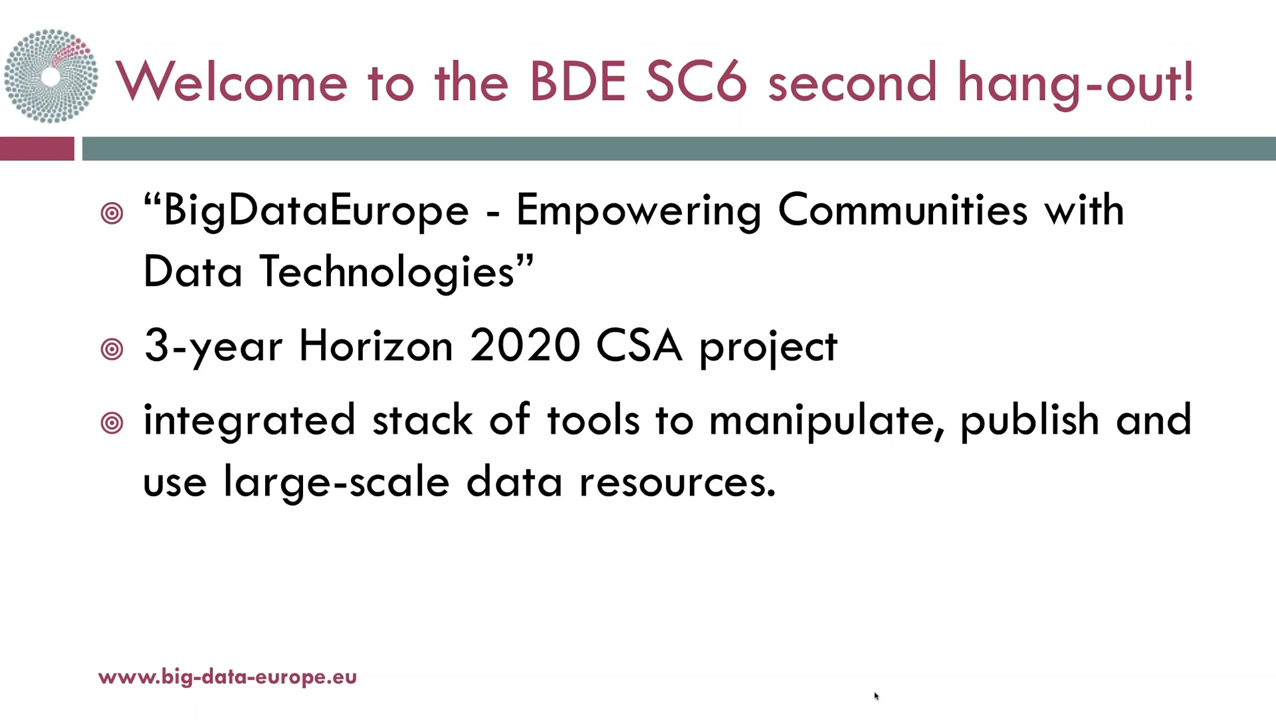 Welcome to the BDE SC6 second hang-out!
“BigDataEurope - Empowering Communities with
Data Technologies”
3-year Horizon 2020 CSA project
integrated stack of tools to manipulate, publish and
use large-scale data resources.
www.big-data-europe.eu